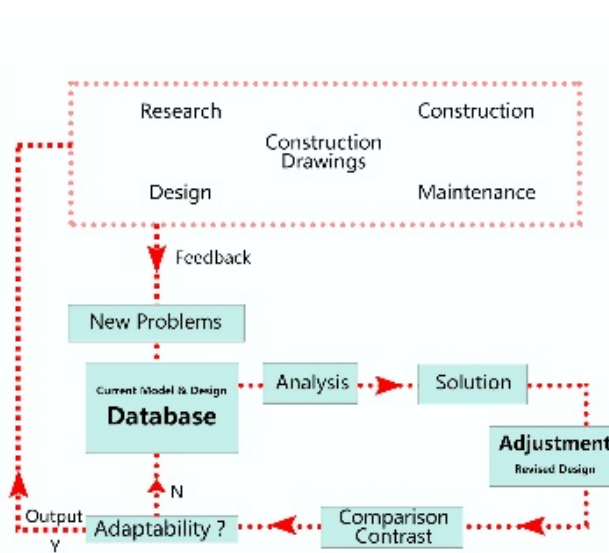 Research
Construction
Construction
Drawings
Design
Maintenance
Feedback
New Problems
Current Model & Design
Database
Analysis
Solution
Adjustment
Revised Design
N
Output
Y
Adaptability ?
Comparison
Contrast